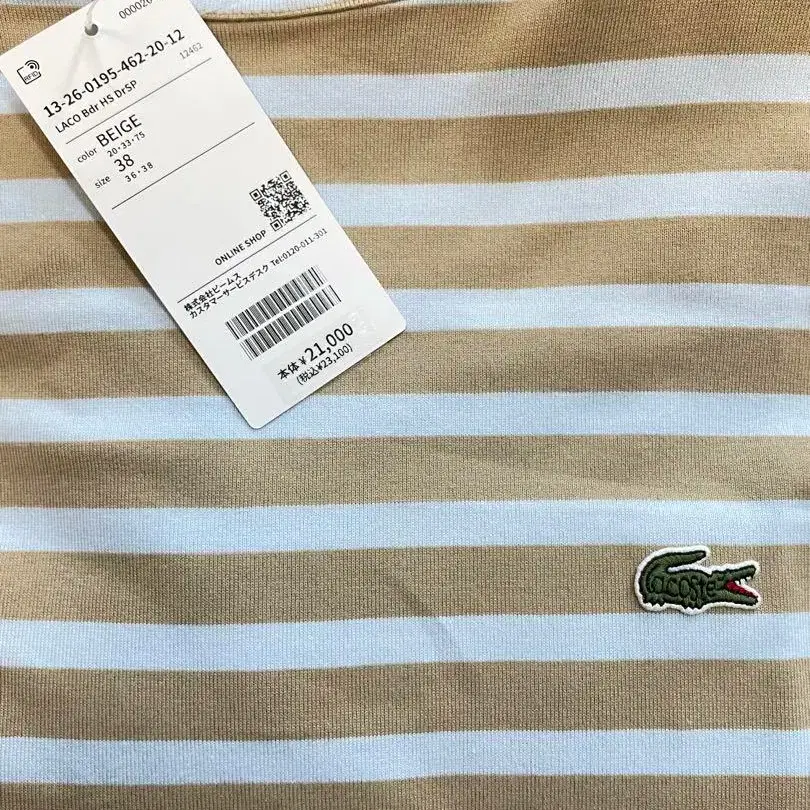 000026
RFID
13-26-0195-462-20-12
LACO Bdr HS DrSP
12462
color BEIGE
20・33・75
size 38
36・38
ONLINE SHOP
株式会社ビームス
カスタマーサービスデスク Tel:0120-011-301
本体 ¥21,000
(税込¥23,100)
Lacoste